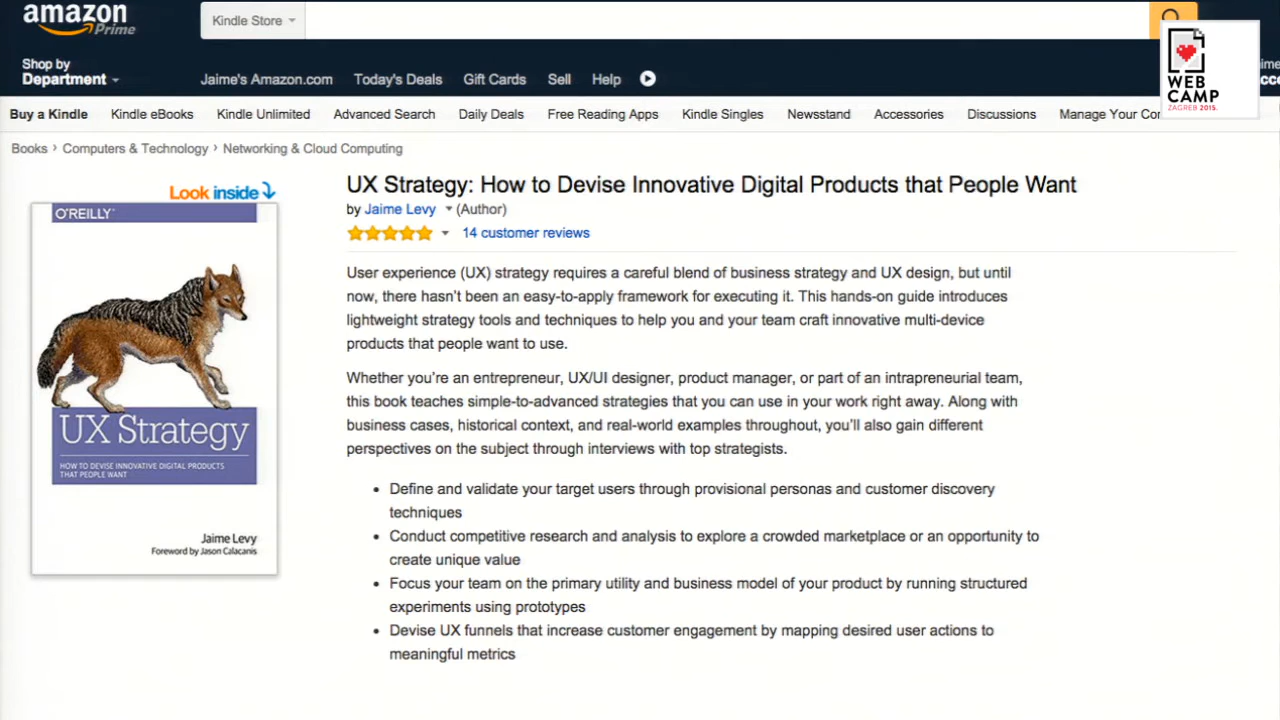 amazon
Prime
Kindle Store
Shop by
Department
Jaime's Amazon.com Today's Deals Gift Cards Sell Help
WEB
CAMP
ZAGREB 2015.
Buy a Kindle Kindle eBooks Kindle Unlimited Advanced Search Daily Deals Free Reading Apps Kindle Singles Newsstand Accessories Discussions Manage Your
Books › Computers & Technology › Networking & Cloud Computing
Look inside
UX Strategy: How to Devise Innovative Digital Products that People Want
by Jaime Levy (Author)
14 customer reviews
User experience (UX) strategy requires a careful blend of business strategy and UX design, but until
now, there hasn't been an easy-to-apply framework for executing it. This hands-on guide introduces
lightweight strategy tools and techniques to help you and your team craft innovative multi-device
products that people want to use.
Whether you're an entrepreneur, UX/UI designer, product manager, or part of an intrapreneurial team,
this book teaches simple-to-advanced strategies that you can use in your work right away. Along with
business cases, historical context, and real-world examples throughout, you'll also gain different
perspectives on the subject through interviews with top strategists.
• Define and validate your target users through provisional personas and customer discovery
techniques
• Conduct competitive research and analysis to explore a crowded marketplace or an opportunity to
create unique value
• Focus your team on the primary utility and business model of your product by running structured
experiments using prototypes
• Devise UX funnels that increase customer engagement by mapping desired user actions to
meaningful metrics
O'REILLY
UX Strategy
HOW TO DEVISE INNOVATIVE DIGITAL PRODUCTS
THAT PEOPLE WANT
Jaime Levy
Foreword by Jason Calacanis